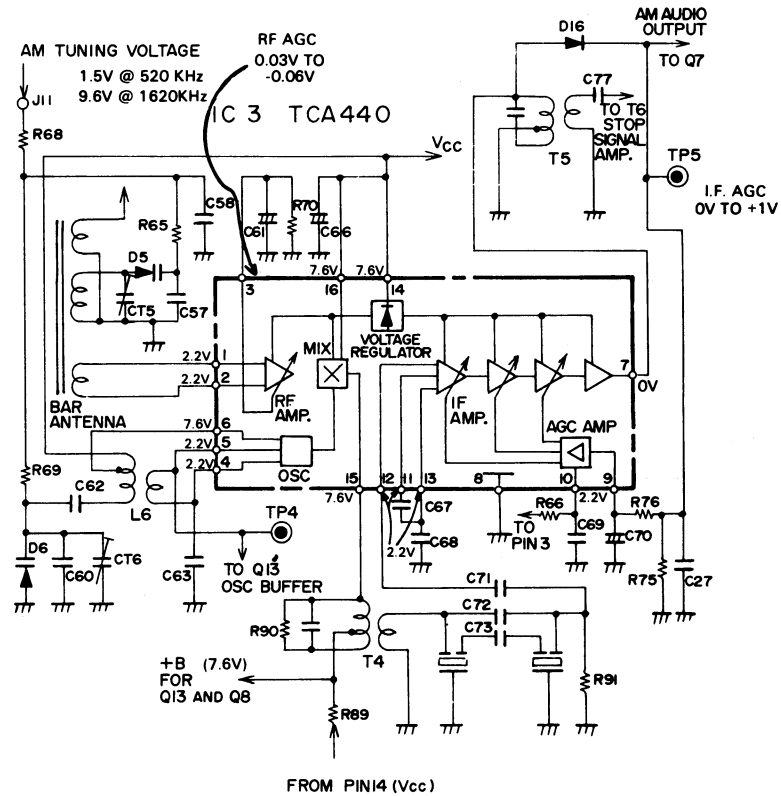 AM TUNING VOLTAGE
1.5V @ 520 KHz
9.6V @ 1620KHz
RF AGC
0.03V TO
-0.06V
IC 3 TCA440
D16
AM AUDIO
OUTPUT
TO Q7
C77
TO T6
STOP
SIGNAL
AMP.
T5
TP5
I.F. AGC
0V TO +1V
J11
R68
VCC
R65
C58
C61
R70
C66
D5
CT5
C57
7.6V
7.6V
3
16
14
BAR
ANTENNA
2.2V
1
2.2V
2
7.6V
6
2.2V
5
2.2V
4
RF
AMP.
MIX
VOLTAGE
REGULATOR
OSC
IF
AMP.
AGC AMP
7
0V
R69
C62
L6
15
12
11
13
8
10
9
7.6V
2.2V
2.2V
C67
C68
R66
TO
PIN 3
C69
C70
R76
R75
C27
D6
C60
CT6
C63
TP4
TO Q13
OSC BUFFER
C71
C72
C73
R90
T4
R91
+B (7.6V)
FOR
Q13 AND Q8
R89
FROM PIN14 (Vcc)